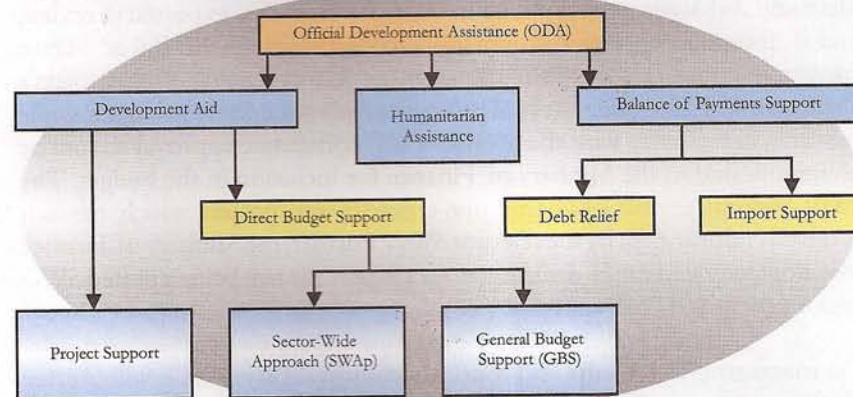 Official Development Assistance (ODA)
Development Aid
Humanitarian
Assistance
Balance of Payments Support
Direct Budget Support
Debt Relief
Import Support
Project Support
Sector-Wide
Approach (SWAp)
General Budget
Support (GBS)